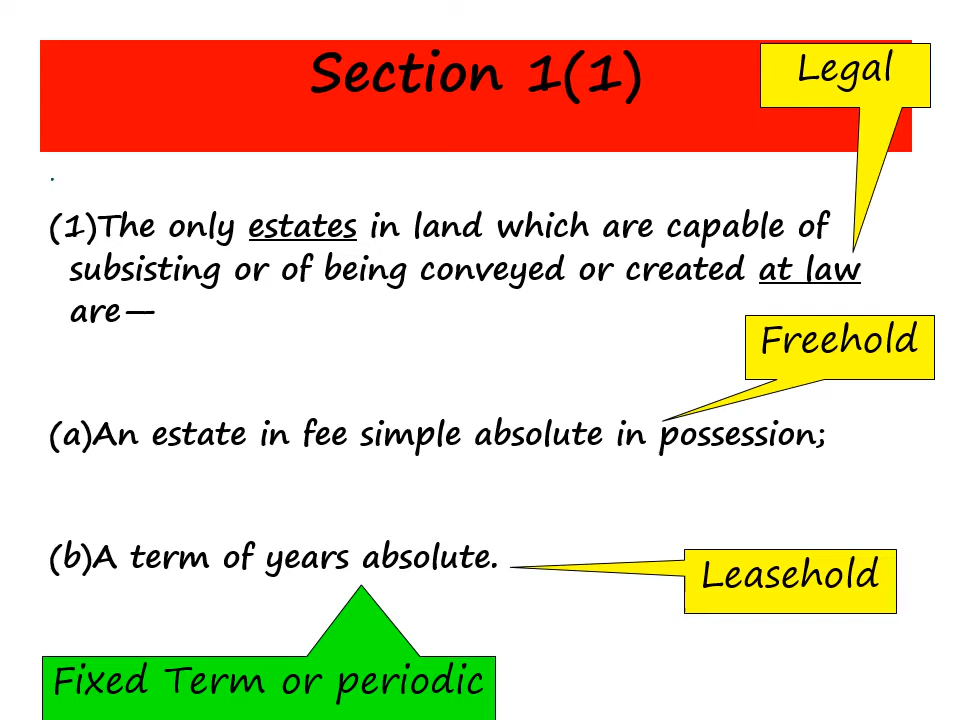 Section 1(1)
Legal
.
(1)The only estates in land which are capable of
subsisting or of being conveyed or created at law
are—
Freehold
(a)An estate in fee simple absolute in possession;
(b)A term of years absolute.
Leasehold
Fixed Term or periodic